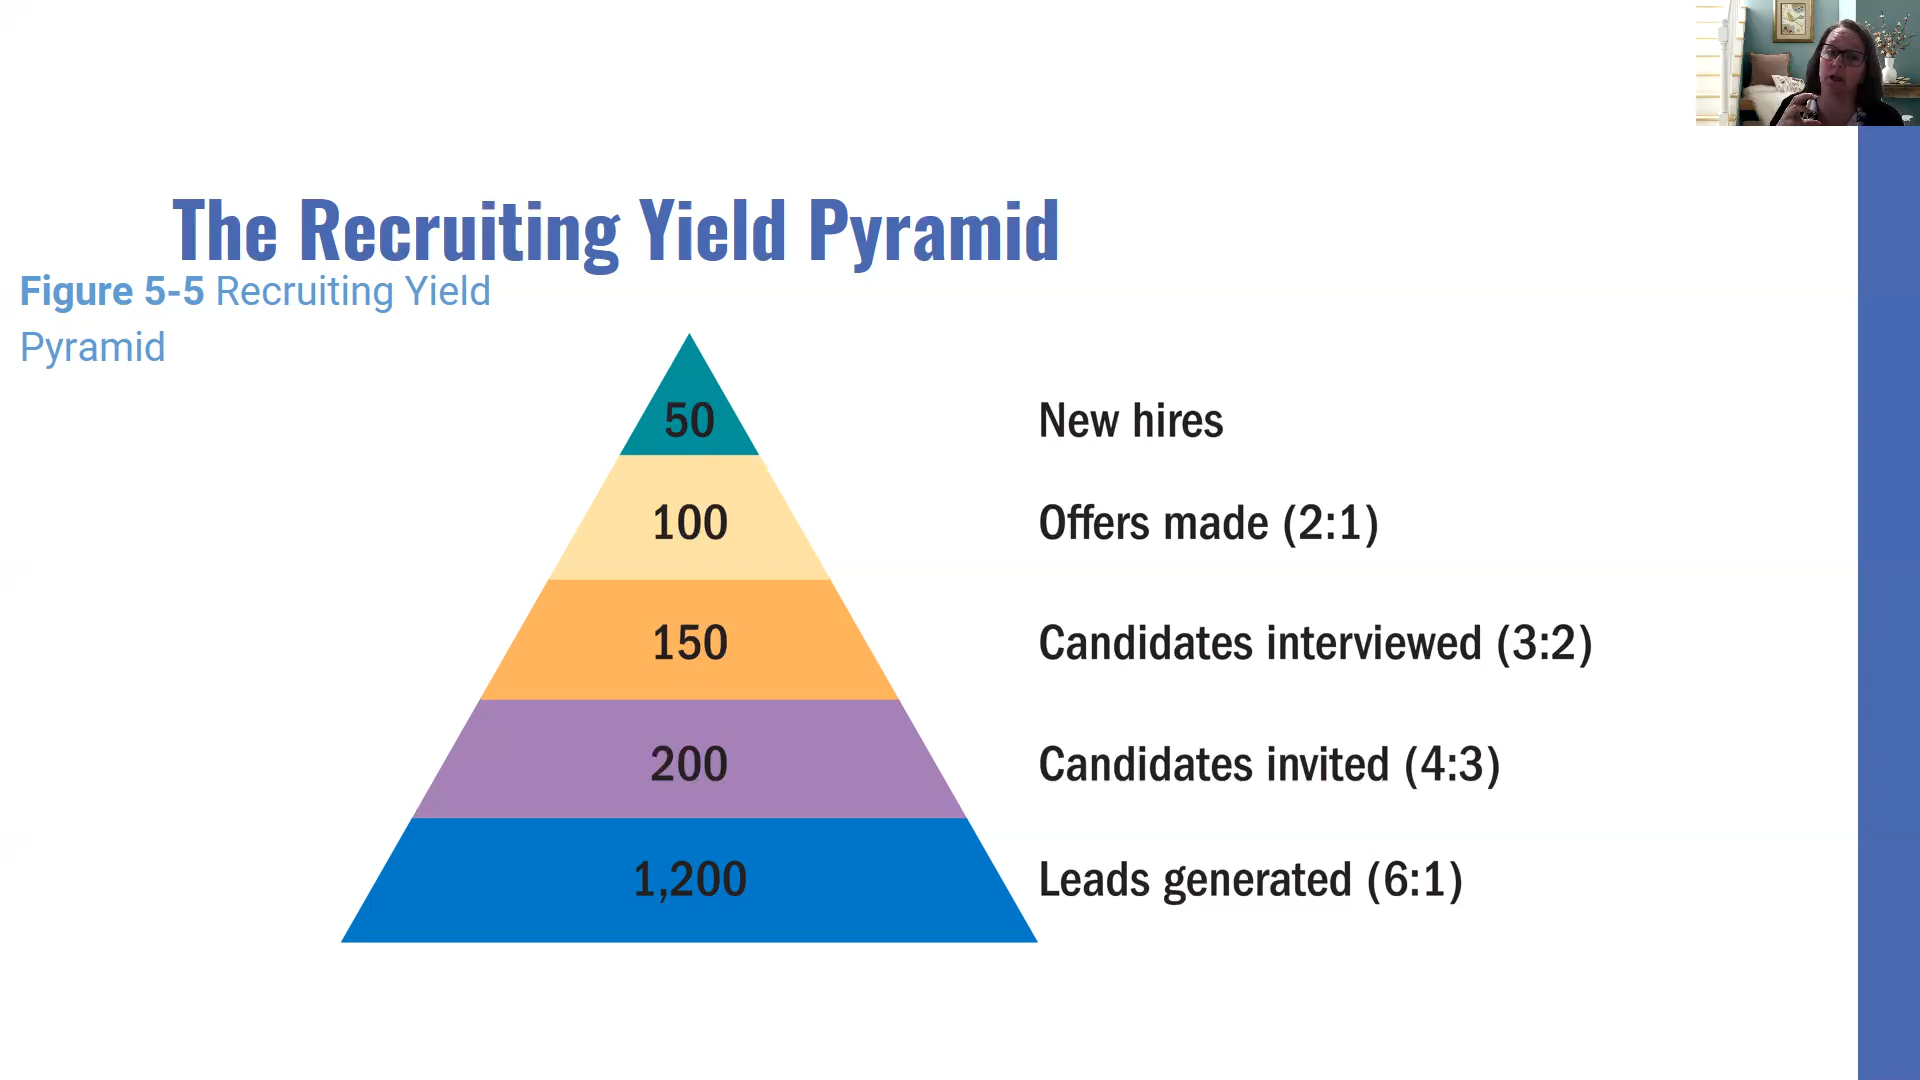 The Recruiting Yield Pyramid
Figure 5-5 Recruiting Yield
Pyramid
50 New hires
100 Offers made (2:1)
150 Candidates interviewed (3:2)
200 Candidates invited (4:3)
1,200 Leads generated (6:1)